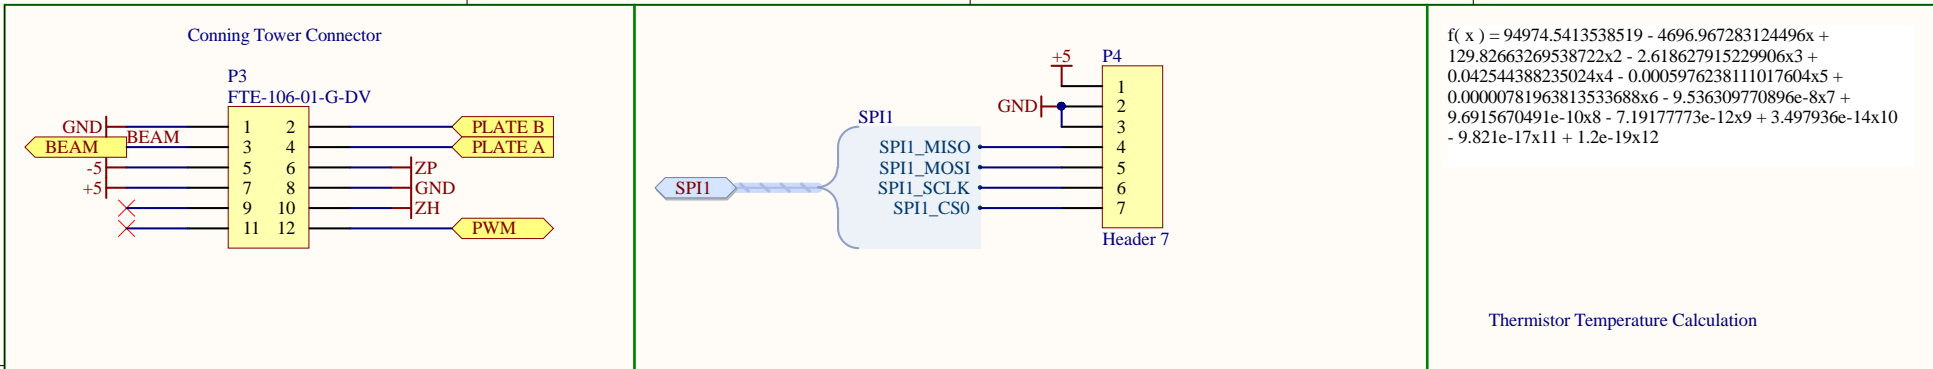 Conning Tower Connector
P3
FTE-106-01-G-DV
GND 1 2 PLATE B
BEAM BEAM 3 4 PLATE A
-5 5 6 ZP
+5 7 8 GND
9 10 ZH
11 12 PWM
P4
+5 1
GND 2
3
SPI1
SPI1_MISO 4
SPI1_MOSI 5
SPI1 SPI1_SCLK 6
SPI1_CS0 7
Header 7
f( x ) = 94974.5413538519 - 4696.967283124496x +
129.82663269538722x2 - 2.618627915229906x3 +
0.042544388235024x4 - 0.0005976238111017604x5 +
0.00000781963813533688x6 - 9.536309770896e-8x7 +
9.6915670491e-10x8 - 7.19177773e-12x9 + 3.497936e-14x10
- 9.821e-17x11 + 1.2e-19x12
Thermistor Temperature Calculation